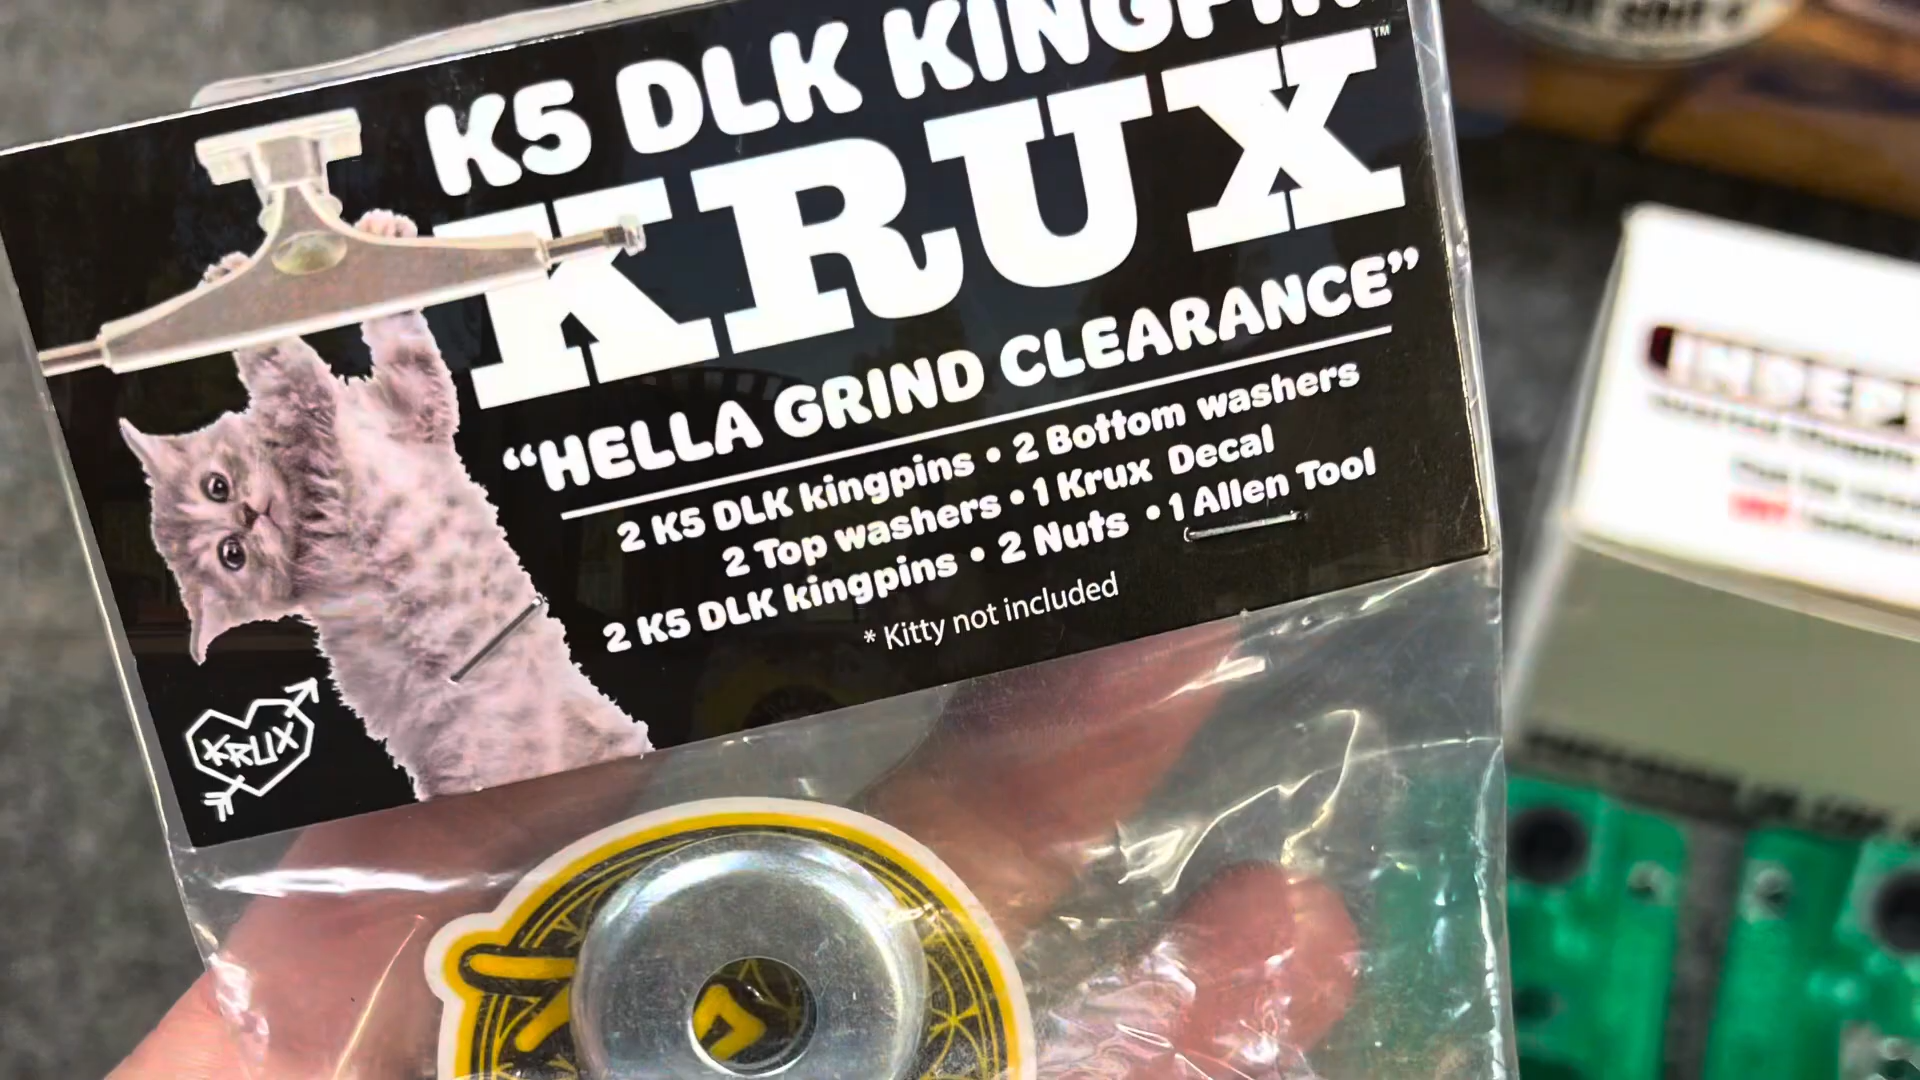 K5 DLK KINGPIN
KRUX™
“HELLA GRIND CLEARANCE”
2 K5 DLK kingpins • 2 Bottom washers
2 Top washers • 1 Krux Decal
2 K5 DLK kingpins • 2 Nuts • 1 Allen Tool
* Kitty not included
KRUX